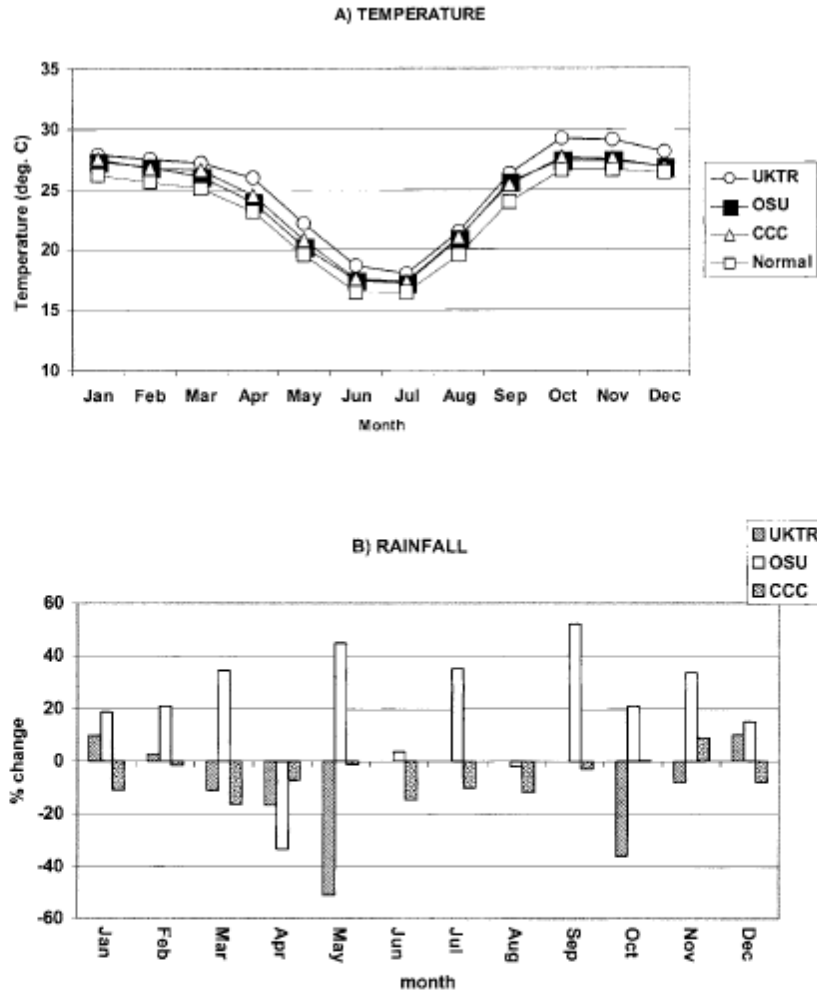 A) TEMPERATURE
35
30
25
20
15
10
Temperature (deg. C)
Jan Feb Mar Apr May Jun Jul Aug Sep Oct Nov Dec
Month
UKTR
OSU
CCC
Normal
B) RAINFALL
UKTR
OSU
CCC
60
40
20
0
-20
-40
-60
% change
Jan Feb Mar Apr May Jun Jul Aug Sep Oct Nov Dec
month